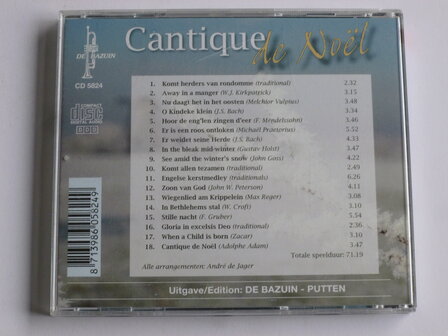 Cantique de Noël
DE BAZUIN
CD 5824
COMPACT
disc
DIGITAL AUDIO
1. Komt herders van rondomme (traditional) 2.32
2. Away in a manger (W.J. Kirkpatrick) 3.15
3. Nu daagt het in het oosten (Melchior Vulpius) 3.48
4. O Kindeke klein (J.S. Bach) 3.34
5. Hoor de eng'len zingen d'eer (F. Mendelssohn) 3.46
6. Er is een roos ontloken (Michael Praetorius) 5.52
7. Er weidet seine Herde (J.S. Bach) 4.33
8. In the bleak mid-winter (Gustav Holst) 3.47
9. See amid the winter's snow (John Goss) 3.22
10. Komt allen tezamen (traditional) 2.49
11. Engelse kerstmedley (traditionals) 5.26
12. Zoon van God (John W. Peterson) 4.11
13. Wiegenlied am Krippelein (Max Reger) 3.08
14. In Bethlehems stal (W. Croft) 3.10
15. Stille nacht (F. Gruber) 5.54
16. Gloria in excelsis Deo (traditional) 2.36
17. When a Child is born (Zacar) 3.10
18. Cantique de Noël (Adolphe Adam) 3.47
Totale speelduur: 71.19
Alle arrangementen: André de Jager
8 713986 058249
Uitgave/Edition: DE BAZUIN - PUTTEN